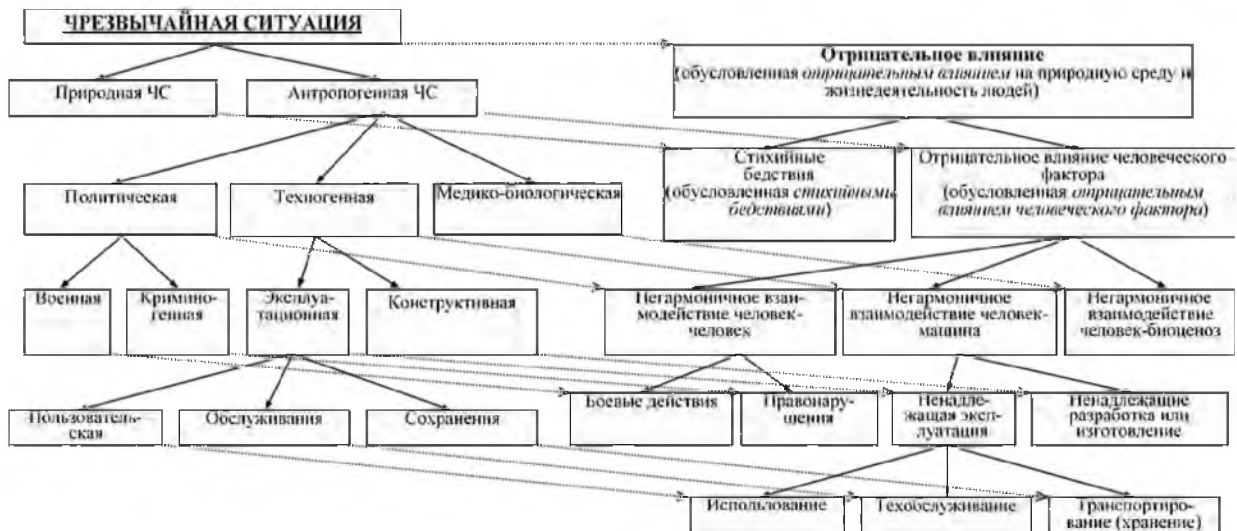 ЧРЕЗВЫЧАЙНАЯ СИТУАЦИЯ
Отрицательное влияние
(обусловленная отрицательным влиянием на природную среду и
жизнедеятельность людей)
Природная ЧС
Антропогенная ЧС
Стихийные
бедствия
(обусловленная стихийными
бедствиями)
Отрицательное влияние человеческого
фактора
(обусловленная отрицательным
влиянием человеческого фактора)
Политическая
Техногенная
Медико-биологическая
Военная
Кримино-
генная
Эксплуа-
тационная
Конструктивная
Негармоничное взаи-
модействие человек-
человек
Негармоничное
взаимодействие человек-
машина
Негармоничное
взаимодействие
человек-биоценоз
Пользователь-
ская
Обслуживания
Сохранения
Боевые действия
Правонару-
шения
Ненадле-
жащая экс-
плуатация
Ненадлежащие
разработка или
изготовление
Использование
Техобслуживание
Транспортиро-
вание (хранение)